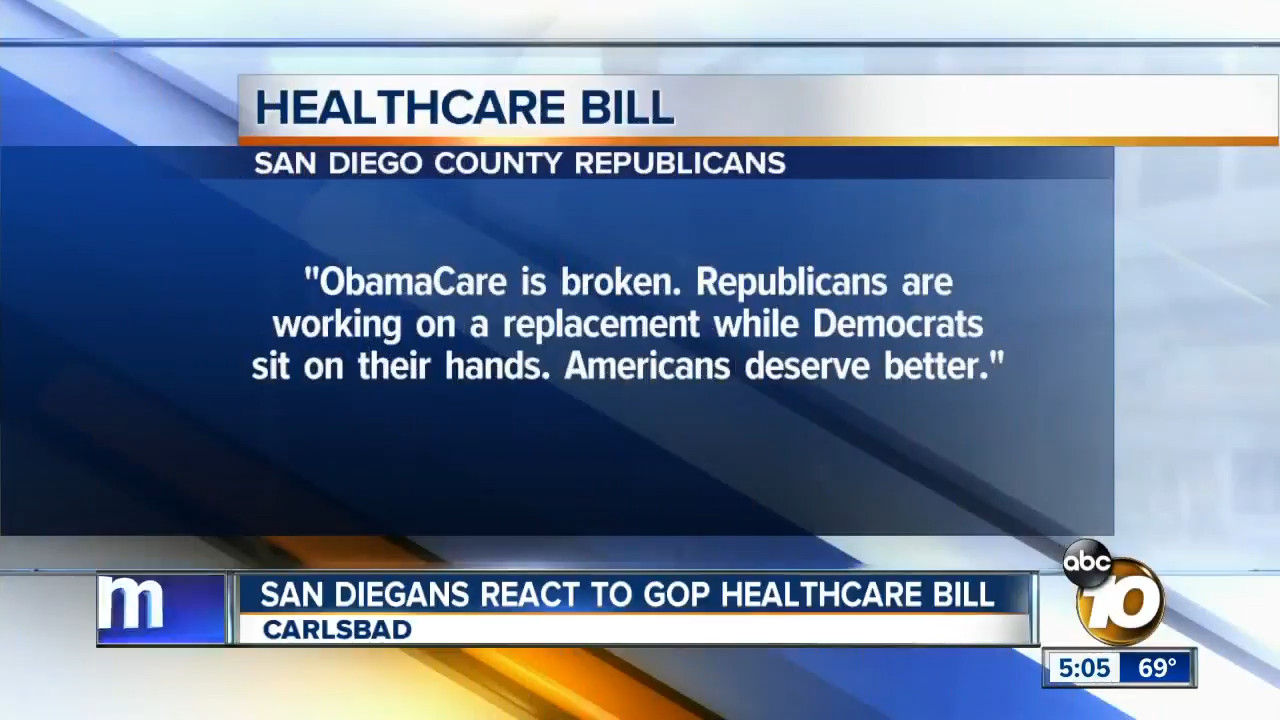 HEALTHCARE BILL
SAN DIEGO COUNTY REPUBLICANS
"ObamaCare is broken. Republicans are
working on a replacement while Democrats
sit on their hands. Americans deserve better."
m
SAN DIEGANS REACT TO GOP HEALTHCARE BILL
CARLSBAD
abc
10
5:05 69°